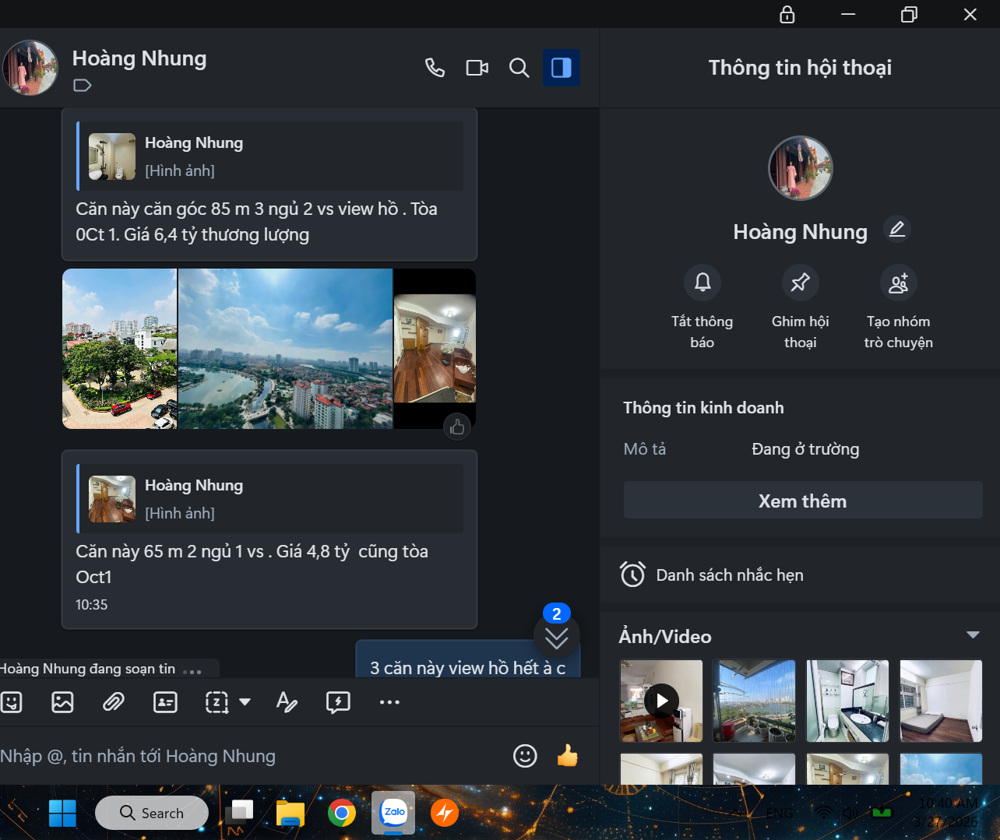 Hoàng Nhung
Thông tin hội thoại
Hoàng Nhung
[Hình ảnh]
Căn này căn góc 85 m 3 ngủ 2 vs view hồ . Tòa
0Ct 1. Giá 6,4 tỷ thương lượng
Hoàng Nhung
[Hình ảnh]
Căn này 65 m 2 ngủ 1 vs . Giá 4,8 tỷ  cũng tòa
Oct1
10:35
2
3 căn này view hồ hết à c
Hoàng Nhung đang soạn tin
Nhập @, tin nhắn tới Hoàng Nhung
Hoàng Nhung
Tắt thông
báo
Ghim hội
thoại
Tạo nhóm
trò chuyện
Thông tin kinh doanh
Mô tả
Đang ở trường
Xem thêm
Danh sách nhắc hẹn
Ảnh/Video
Search
Zalo
ENG
10:40 AM
3/27/2026